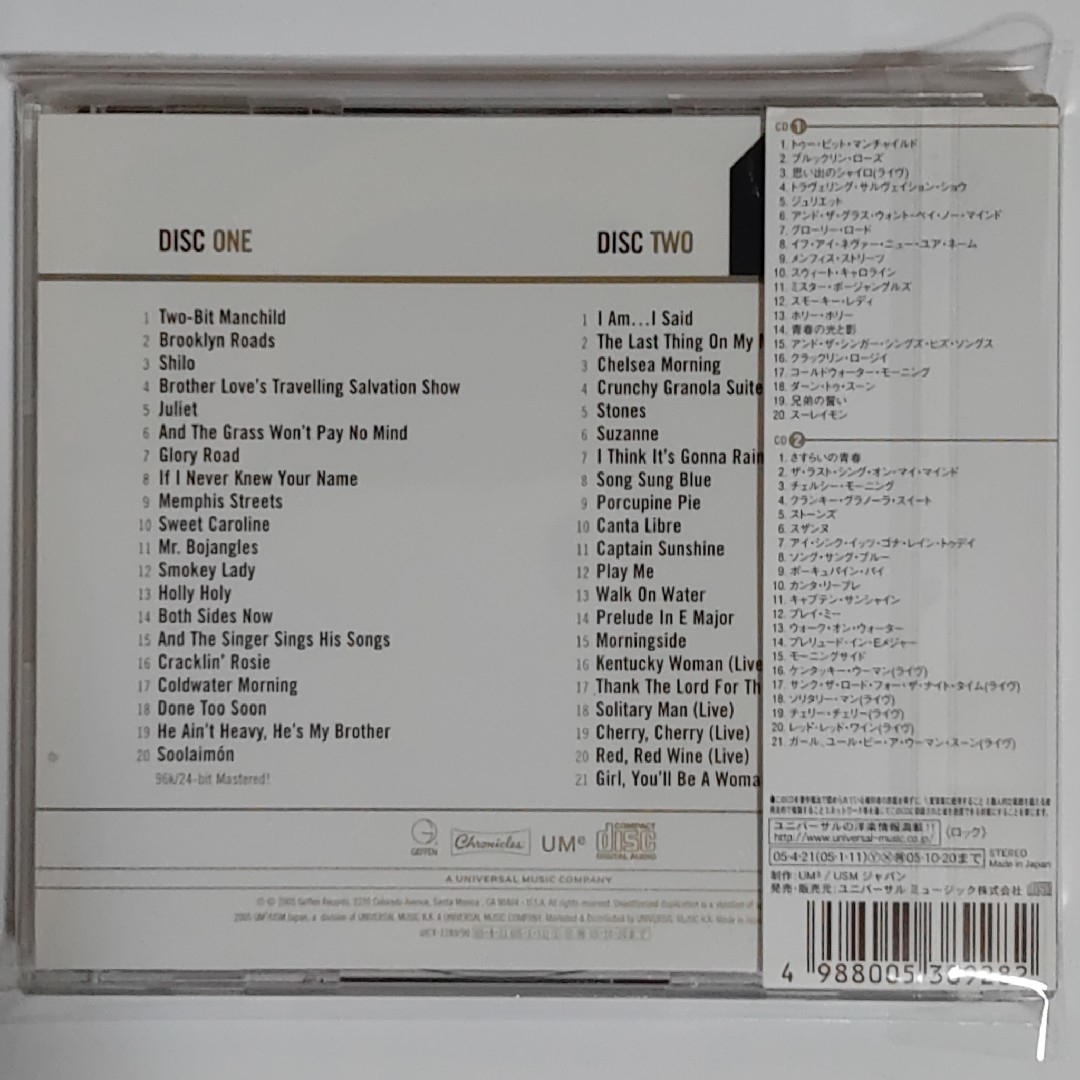 DISC ONE
1 Two-Bit Manchild
2 Brooklyn Roads
3 Shilo
4 Brother Love's Travelling Salvation Show
5 Juliet
6 And The Grass Won't Pay No Mind
7 Glory Road
8 If I Never Knew Your Name
9 Memphis Streets
10 Sweet Caroline
11 Mr. Bojangles
12 Smokey Lady
13 Holly Holy
14 Both Sides Now
15 And The Singer Sings His Songs
16 Cracklin' Rosie
17 Coldwater Morning
18 Done Too Soon
19 He Ain't Heavy, He's My Brother
20 Soolaimón
96k/24-bit Mastered!
DISC TWO
1 I Am...I Said
2 The Last Thing On My
3 Chelsea Morning
4 Crunchy Granola Suite
5 Stones
6 Suzanne
7 I Think It's Gonna Rain
8 Song Sung Blue
9 Porcupine Pie
10 Canta Libre
11 Captain Sunshine
12 Play Me
13 Walk On Water
14 Prelude In E Major
15 Morningside
16 Kentucky Woman (Live
17 Thank The Lord For Th
18 Solitary Man (Live)
19 Cherry, Cherry (Live)
20 Red, Red Wine (Live)
21 Girl, You'll Be A Woma
GEFFEN Chronicles UMe COMPACT disc DIGITAL AUDIO
A UNIVERSAL MUSIC COMPANY
CD 1
1. トゥー・ビット・マンチャイルド
2. ブルックリン・ローズ
3. 思い出のシャイロ(ライヴ)
4. トラヴェリング・サルヴェイション・ショウ
5. ジュリエット
6. アンド・ザ・グラス・ウォント・ペイ・ノー・マインド
7. グローリー・ロード
8. イフ・アイ・ネヴァー・ニュー・ユア・ネーム
9. メンフィス・ストリーツ
10. スウィート・キャロライン
11. ミスター・ボージャングルズ
12. スモーキー・レディ
13. ホリー・ホリー
14. 青春の光と影
15. アンド・ザ・シンガー・シングズ・ヒズ・ソングス
16. クラックリン・ロージイ
17. コールドウォーター・モーニング
18. ダーン・トゥ・スーン
19. 兄弟の誓い
20 スーレイモン
CD 2
1. さすらいの青春
2. ザ・ラスト・シング・オン・マイ・マインド
3. チェルシー・モーニング
4. クランキー・グラノーラ・スイート
5. ストーンズ
6. スザンヌ
7. アイ・シンク・イッツ・ゴナ・レイン・トゥデイ
8. ソング・サング・ブルー
9. ポーキュパイン・パイ
10. カンタ・リーブレ
11. キャプテン・サンシャイン
12. プレイ・ミー
13. ウォーク・オン・ウォーター
14. プレリュード・イン・Eメジャー
15. モーニングサイド
16. ケンタッキー・ウーマン(ライヴ)
17. サンク・ザ・ロード・フォー・ザ・ナイト・タイム(ライヴ)
18. ソリタリー・マン(ライヴ)
19. チェリー・チェリー(ライヴ)
20. レッド・レッド・ワイン(ライヴ)
21. ガール、ユール・ビー・ア・ウーマン・スーン(ライヴ)
ユニバーサルの洋楽情報満載!! (ロック)
http://www.universal-music.co.jp/
05・4・21(05・1・11)Ⓨ 05・10・20まで STEREO
Made in Japan
制作:UMe / USM ジャパン
発売・販売元:ユニバーサル ミュージック株式会社
4 988005 369282